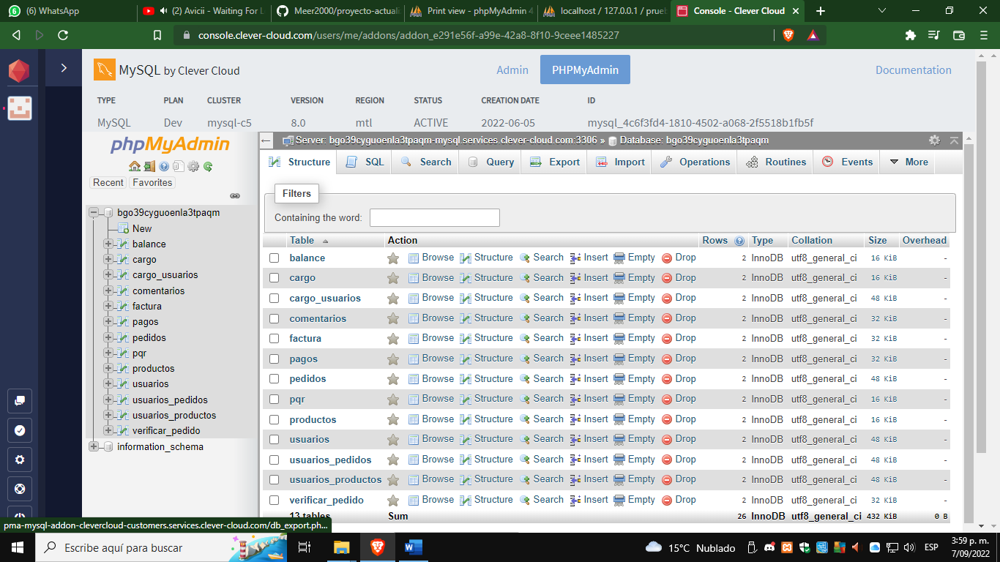 (6) WhatsApp
(2) Avicii - Waiting For L
Meer2000/proyecto-actuali
Print view - phpMyAdmin 4
localhost / 127.0.0.1 / prueb
Console - Clever Cloud
console.clever-cloud.com/users/me/addons/addon_e291e56f-a99e-42a8-8f10-9ceee1485227
MySQL by Clever Cloud
Admin
PHPMyAdmin
Documentation
TYPE PLAN CLUSTER VERSION REGION STATUS CREATION DATE ID
MySQL Dev mysql-c5 8.0 mtl ACTIVE 2022-06-05 mysql_4c6f3fd4-1810-4502-a068-2f5518b1fb5f
phpMyAdmin
Recent Favorites
bgo39cyguoenla3tpaqm
New
balance
cargo
cargo_usuarios
comentarios
factura
pagos
pedidos
pqr
productos
usuarios
usuarios_pedidos
usuarios_productos
verificar_pedido
information_schema
Server: bgo39cyguoenla3tpaqm-mysql.services.clever-cloud.com:3306 » Database: bgo39cyguoenla3tpaqm
Structure SQL Search Query Export Import Operations Routines Events More
Filters
Containing the word:
Table Action Rows Type Collation Size Overhead
balance Browse Structure Search Insert Empty Drop 2 InnoDB utf8_general_ci 16 KiB -
cargo Browse Structure Search Insert Empty Drop 2 InnoDB utf8_general_ci 16 KiB -
cargo_usuarios Browse Structure Search Insert Empty Drop 2 InnoDB utf8_general_ci 48 KiB -
comentarios Browse Structure Search Insert Empty Drop 2 InnoDB utf8_general_ci 32 KiB -
factura Browse Structure Search Insert Empty Drop 2 InnoDB utf8_general_ci 32 KiB -
pagos Browse Structure Search Insert Empty Drop 2 InnoDB utf8_general_ci 32 KiB -
pedidos Browse Structure Search Insert Empty Drop 2 InnoDB utf8_general_ci 48 KiB -
pqr Browse Structure Search Insert Empty Drop 2 InnoDB utf8_general_ci 16 KiB -
productos Browse Structure Search Insert Empty Drop 2 InnoDB utf8_general_ci 16 KiB -
usuarios Browse Structure Search Insert Empty Drop 2 InnoDB utf8_general_ci 48 KiB -
usuarios_pedidos Browse Structure Search Insert Empty Drop 2 InnoDB utf8_general_ci 48 KiB -
usuarios_productos Browse Structure Search Insert Empty Drop 2 InnoDB utf8_general_ci 48 KiB -
verificar_pedido Browse Structure Search Insert Empty Drop 2 InnoDB utf8_general_ci 32 KiB -
13 tables Sum 26 InnoDB utf8_general_ci 432 KiB 0 B
pma-mysql-addon-clevercloud-customers.services.clever-cloud.com/db_export.ph...
Escribe aquí para buscar
15°C Nublado
ESP
3:59 p. m.
7/09/2022